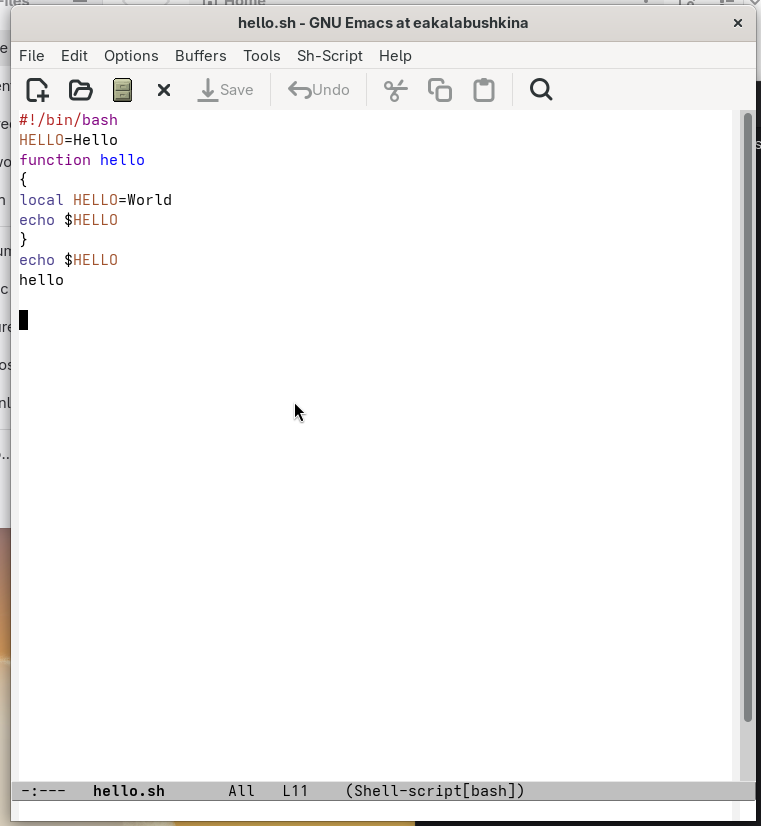 Home
hello.sh - GNU Emacs at eakalabushkina
File Edit Options Buffers Tools Sh-Script Help
Save Undo
#!/bin/bash
HELLO=Hello
function hello
{
local HELLO=World
echo $HELLO
}
echo $HELLO
hello
-:--- hello.sh All L11 (Shell-script[bash])